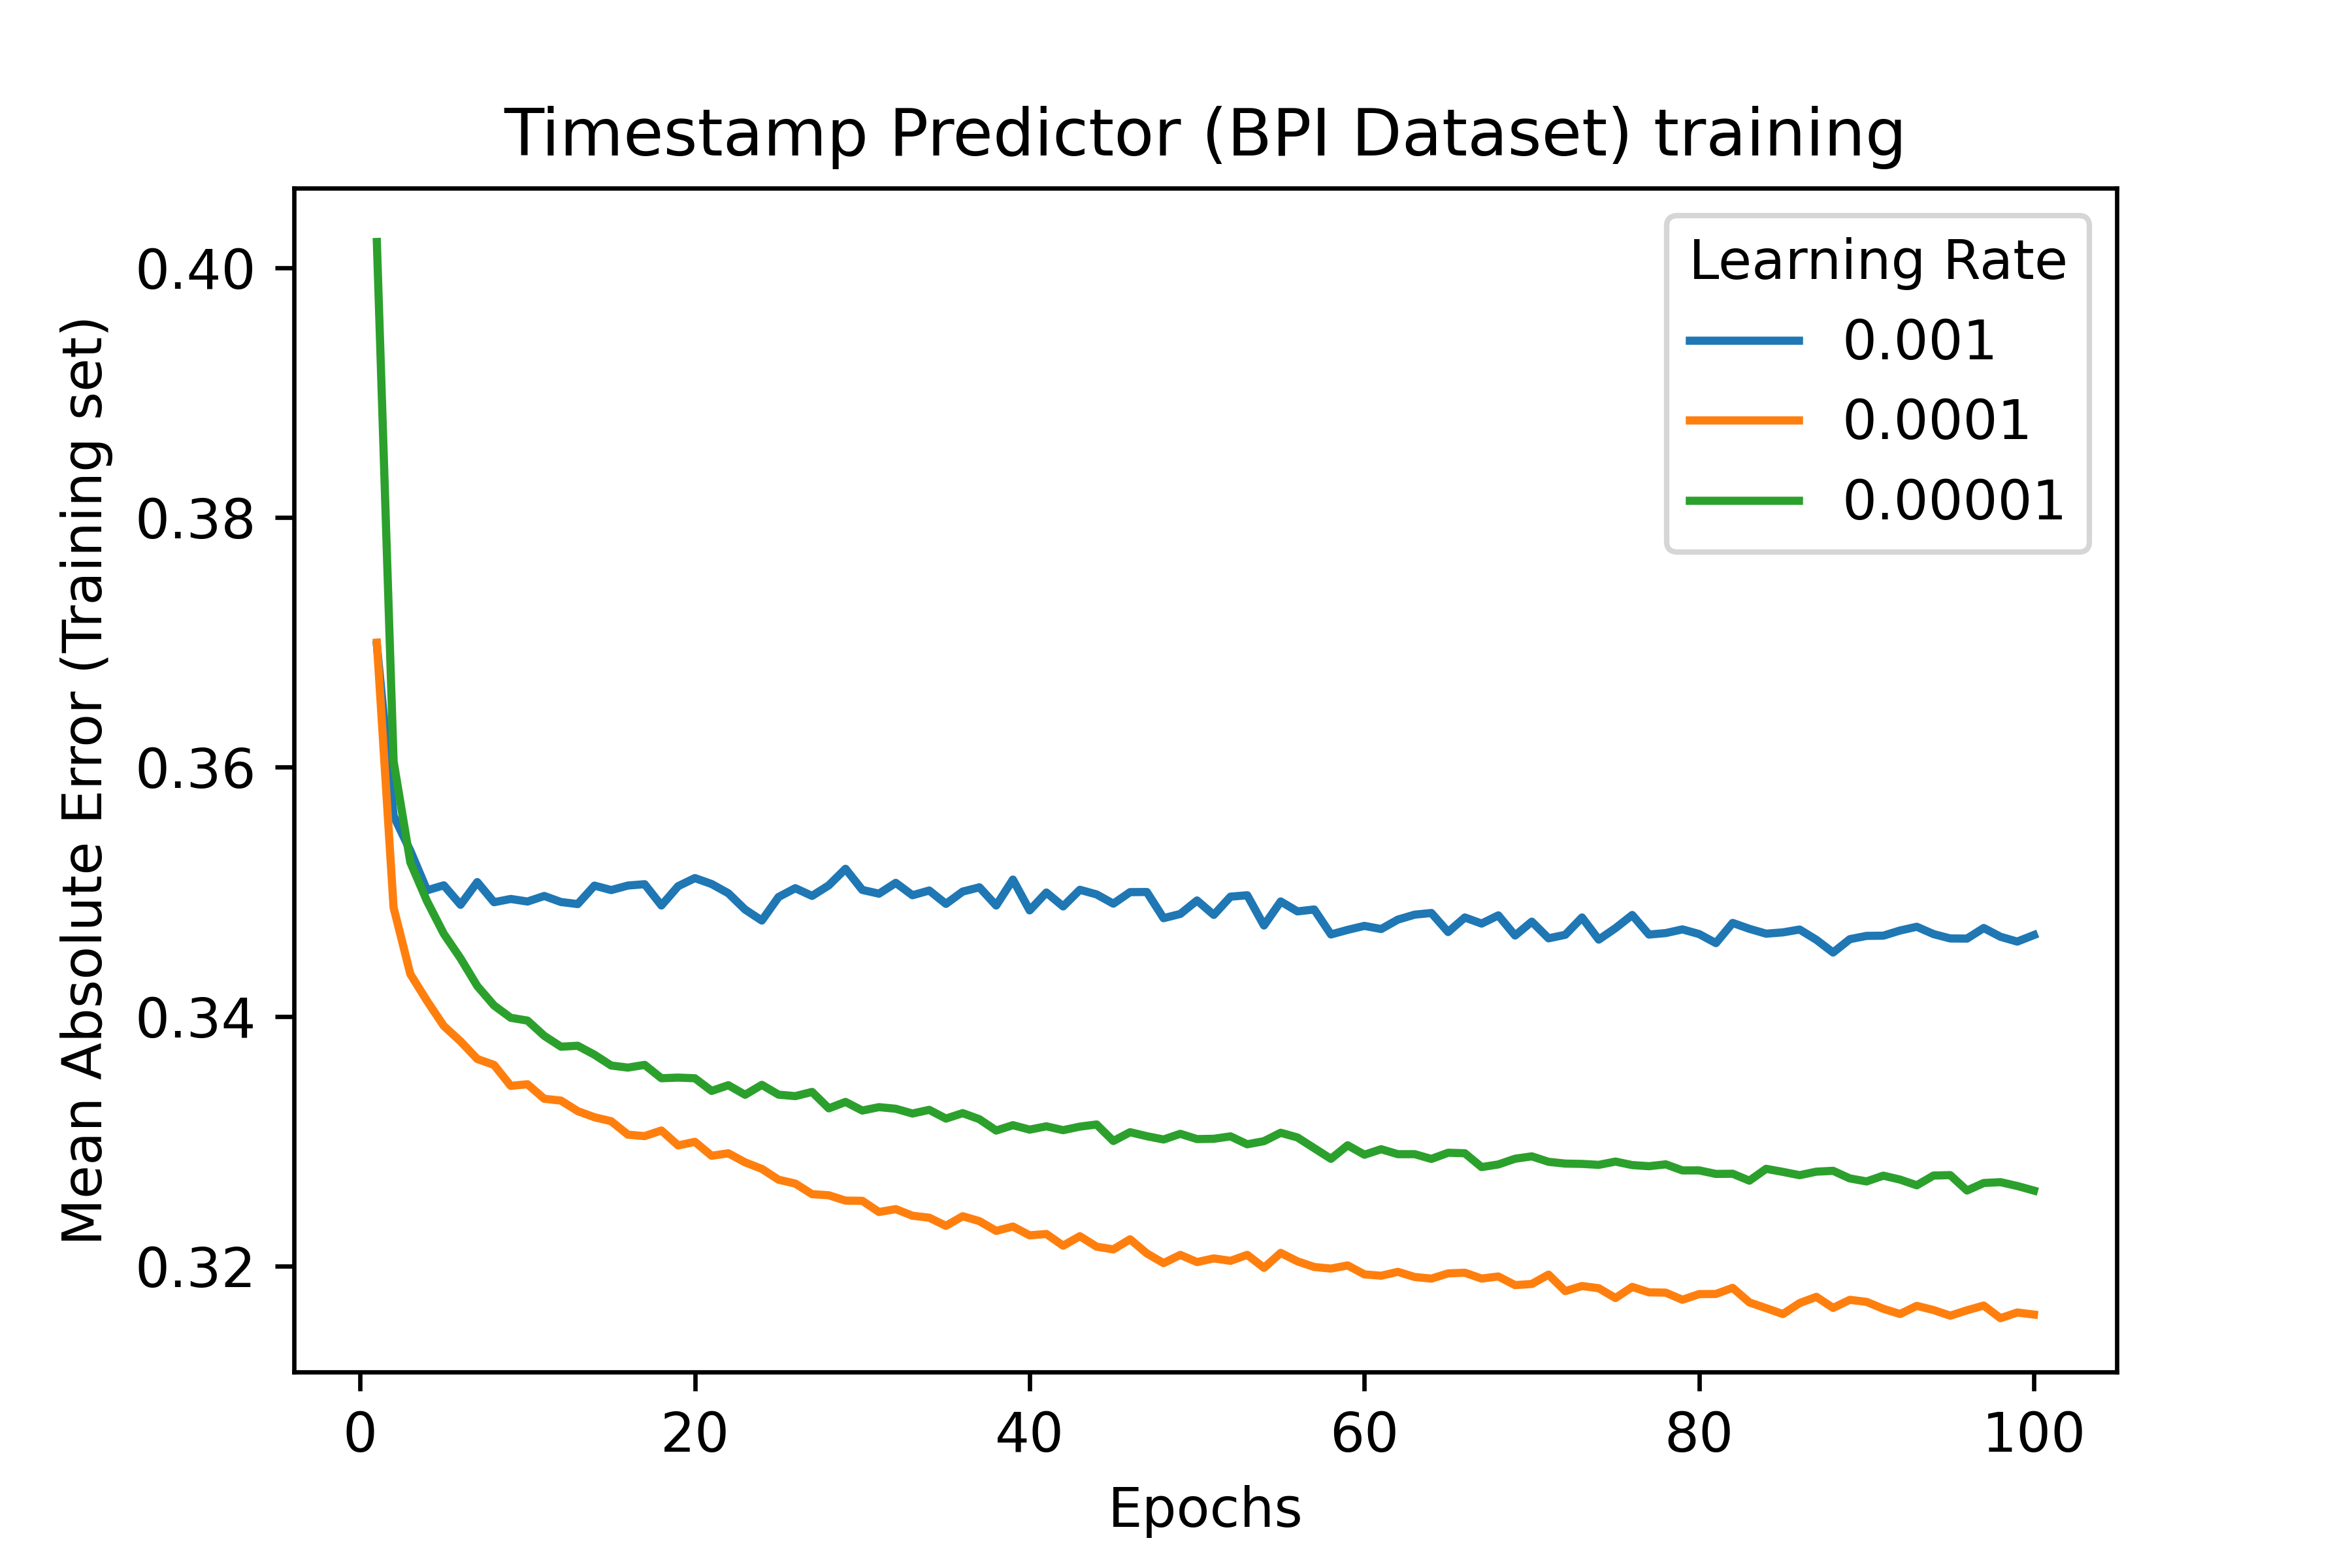 Timestamp Predictor (BPI Dataset) training
Mean Absolute Error (Training set)
0.40
0.38
0.36
0.34
0.32
Learning Rate
0.001
0.0001
0.00001
0 20 40 60 80 100
Epochs